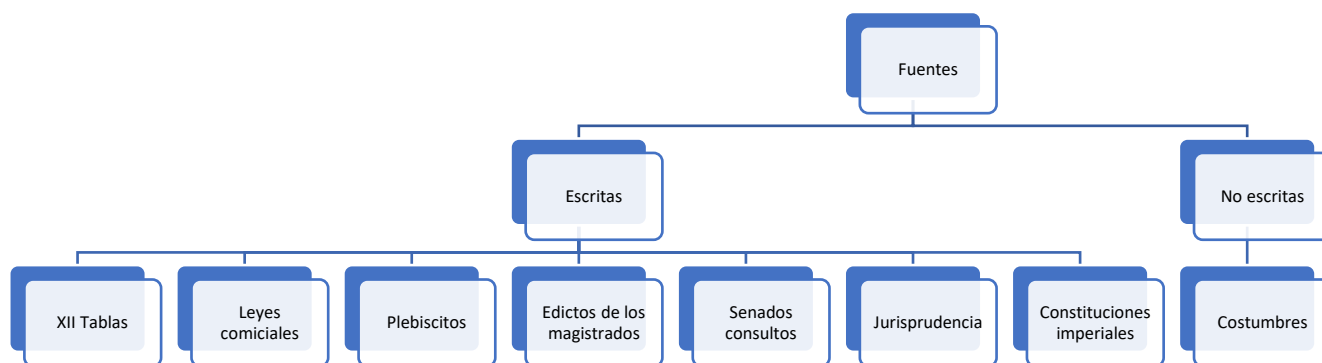 Fuentes
Escritas
No escritas
XII Tablas
Leyes
comiciales
Plebiscitos
Edictos de los
magistrados
Senados
consultos
Jurisprudencia
Constituciones
imperiales
Costumbres